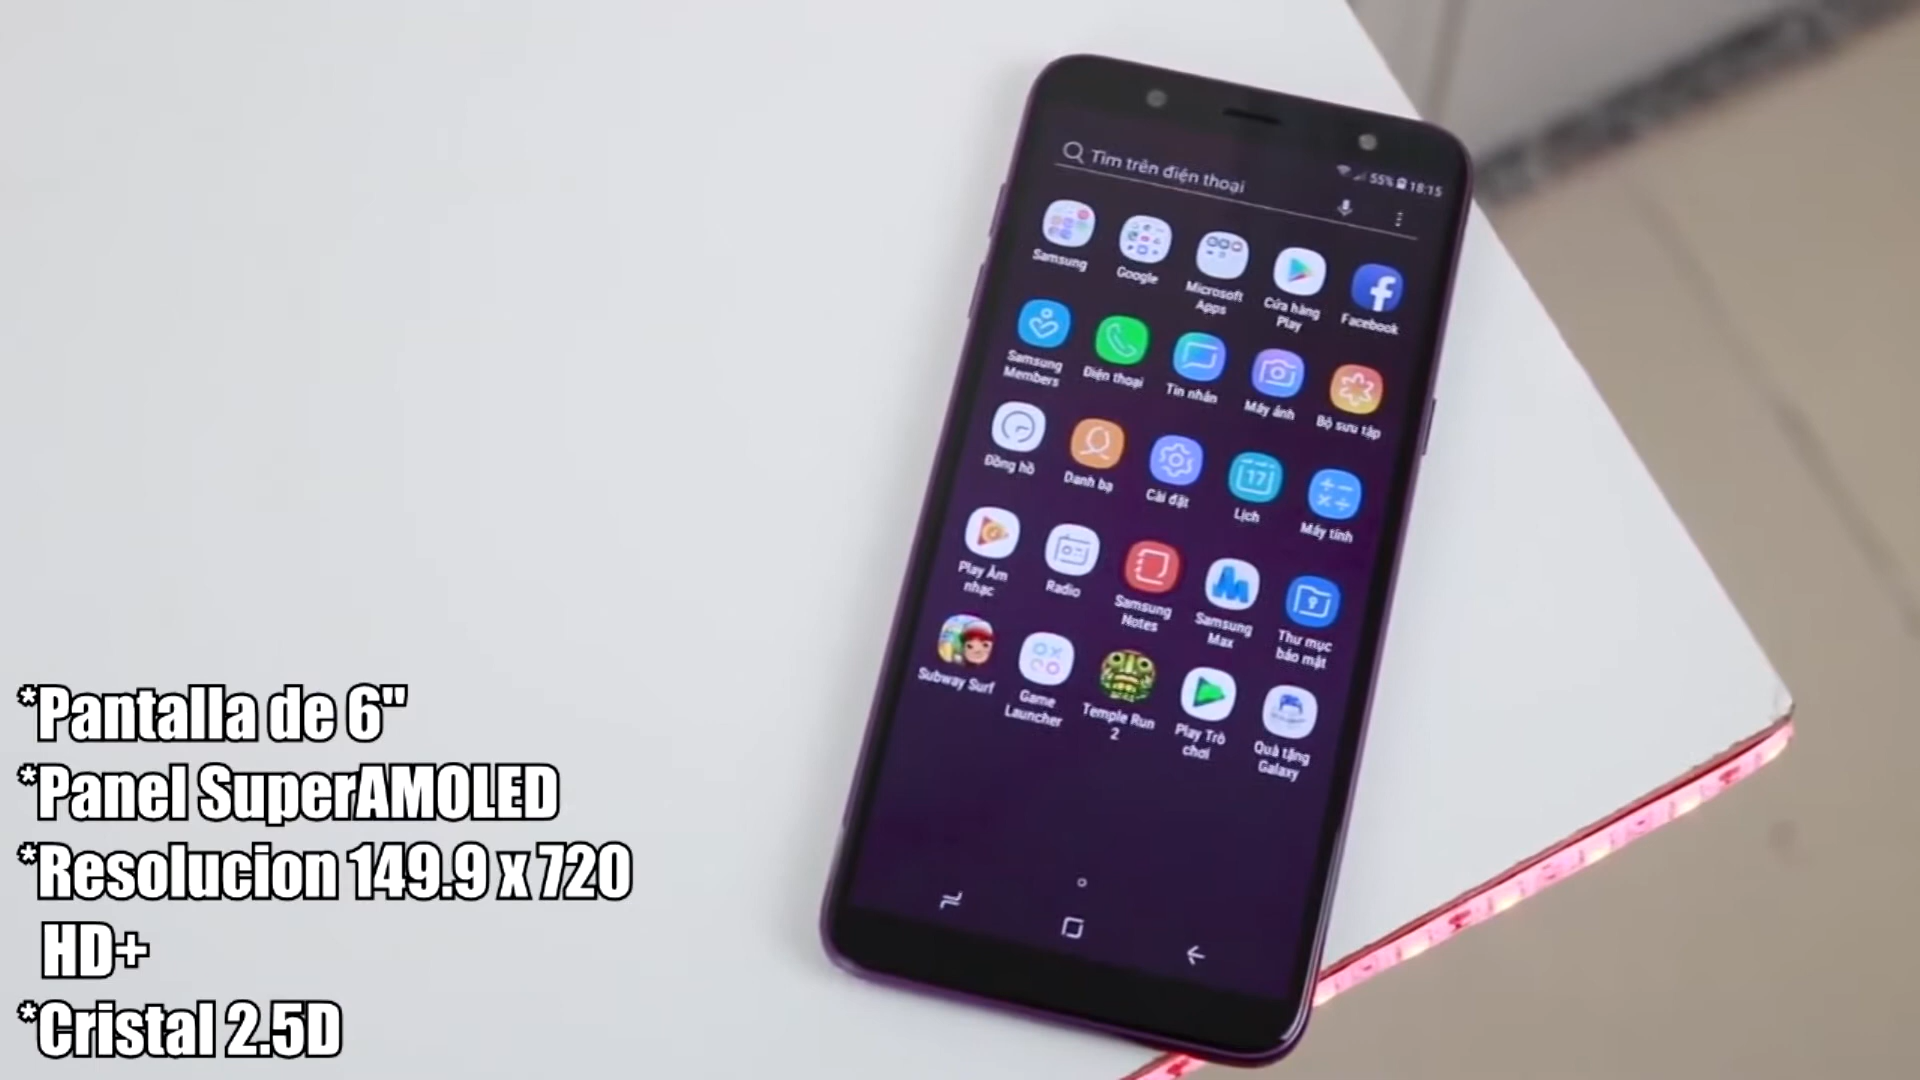 Tìm trên điện thoại
55% 18:15
Samsung
Google
Microsoft
Apps
Cửa hàng
Play
Facebook
Samsung
Members
Điện thoại
Tin nhắn
Máy ảnh
Bộ sưu tập
Đồng hồ
Danh bạ
Cài đặt
17
Lịch
Máy tính
Play Âm
nhạc
Radio
Samsung
Notes
Samsung
Max
Thư mục
bảo mật
Subway Surf
Game
Launcher
Temple Run
2
Play Trò
chơi
Quà tặng
Galaxy
*Pantalla de 6"
*Panel SuperAMOLED
*Resolucion 149.9 x 720
HD+
*Cristal 2.5D